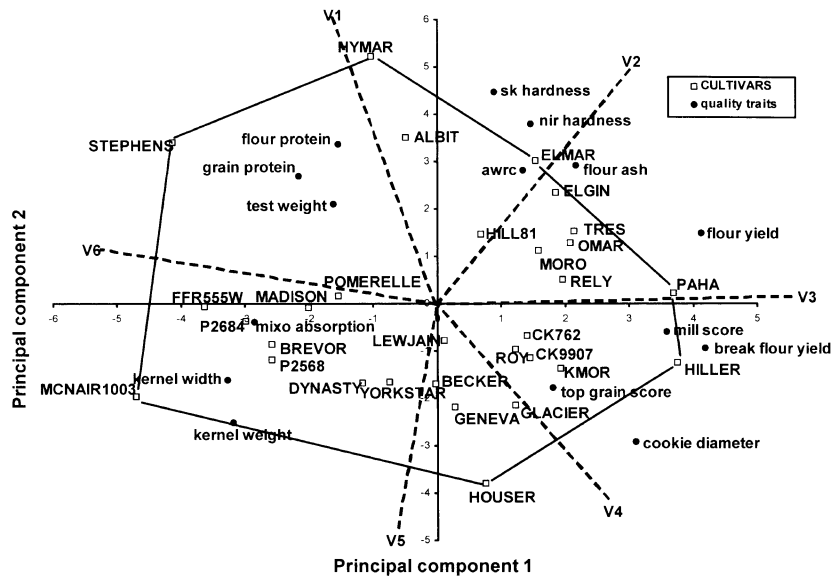 V1
6
5
4
3
2
1
0
-1
-2
-3
-4
-5
HYMAR
V2
CULTIVARS
quality traits
sk hardness
nir hardness
STEPHENS
flour protein
ALBIT
ELMAR
grain protein
awrc
flour ash
ELGIN
test weight
HILL81
TRES
flour yield
OMAR
V6
MORO
POMERELLE
RELY
PAHA
FFR555W
MADISON
V3
-6
-5
-4
-3
-2
-1
0
1
2
3
4
5
P2684
mixo absorption
LEWJAIN
CK762
mill score
BREVOR
ROY
CK9907
break flour yield
P2568
KMOR
HILLER
MCNAIR1003
kernel width
DYNASTY
YORKSTAR
BECKER
top grain score
GENEVA
GLACIER
kernel weight
cookie diameter
HOUSER
V4
V5
Principal component 1
Principal component 2